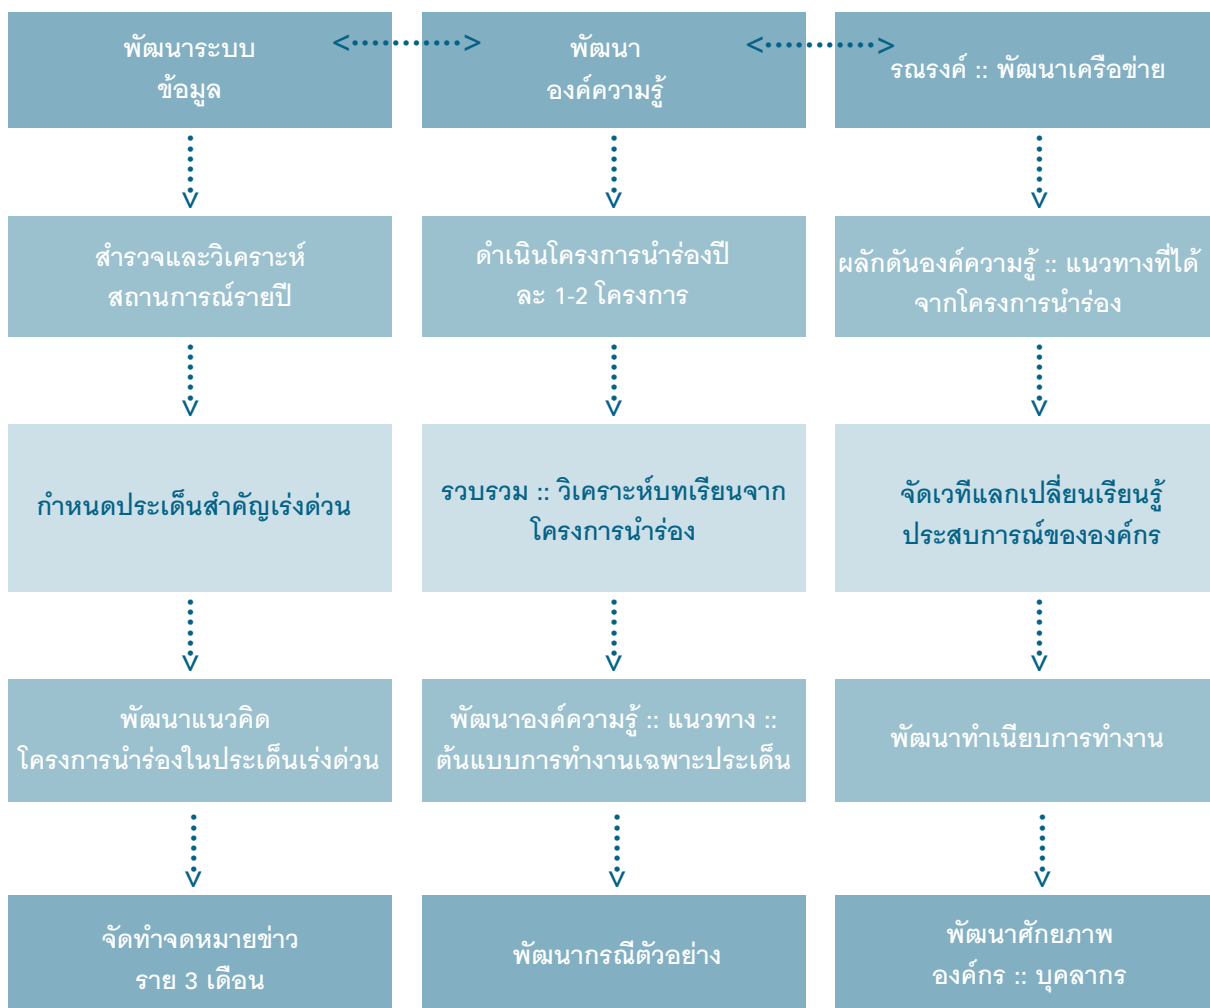 พัฒนาระบบ
ข้อมูล
พัฒนา
องค์ความรู้
รณรงค์ :: พัฒนาเครือข่าย
สำรวจและวิเคราะห์
สถานการณ์รายปี
ดำเนินโครงการนำร่องปี
ละ 1-2 โครงการ
ผลักดันองค์ความรู้ :: แนวทางที่ได้
จากโครงการนำร่อง
กำหนดประเด็นสำคัญเร่งด่วน
รวบรวม :: วิเคราะห์บทเรียนจาก
โครงการนำร่อง
จัดเวทีแลกเปลี่ยนเรียนรู้
ประสบการณ์ขององค์กร
พัฒนาแนวคิด
โครงการนำร่องในประเด็นเร่งด่วน
พัฒนาองค์ความรู้ :: แนวทาง ::
ต้นแบบการทำงานเฉพาะประเด็น
พัฒนาทำเนียบการทำงาน
จัดทำจดหมายข่าว
ราย 3 เดือน
พัฒนากรณีตัวอย่าง
พัฒนาศักยภาพ
องค์กร :: บุคลากร